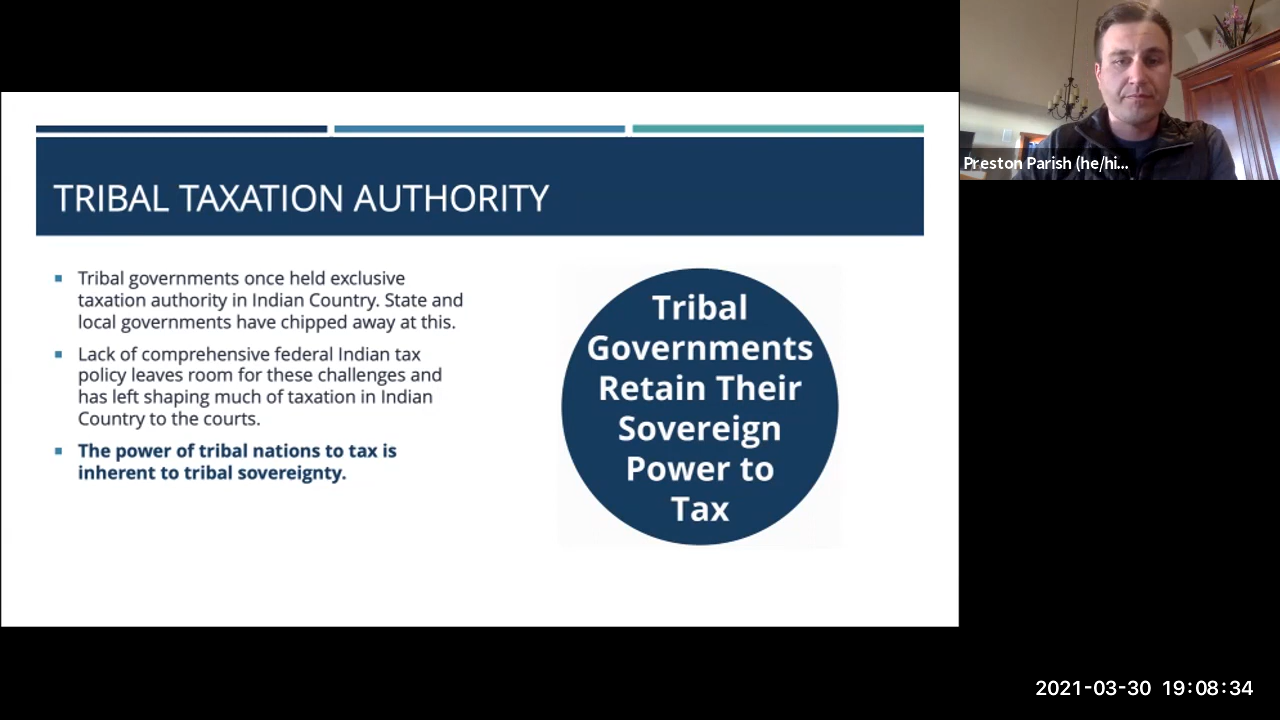 TRIBAL TAXATION AUTHORITY
Tribal governments once held exclusive
taxation authority in Indian Country. State and
local governments have chipped away at this.
Lack of comprehensive federal Indian tax
policy leaves room for these challenges and
has left shaping much of taxation in Indian
Country to the courts.
The power of tribal nations to tax is
inherent to tribal sovereignty.
Tribal
Governments
Retain Their
Sovereign
Power to
Tax
Preston Parish (he/hi...
2021-03-30 19:08:34